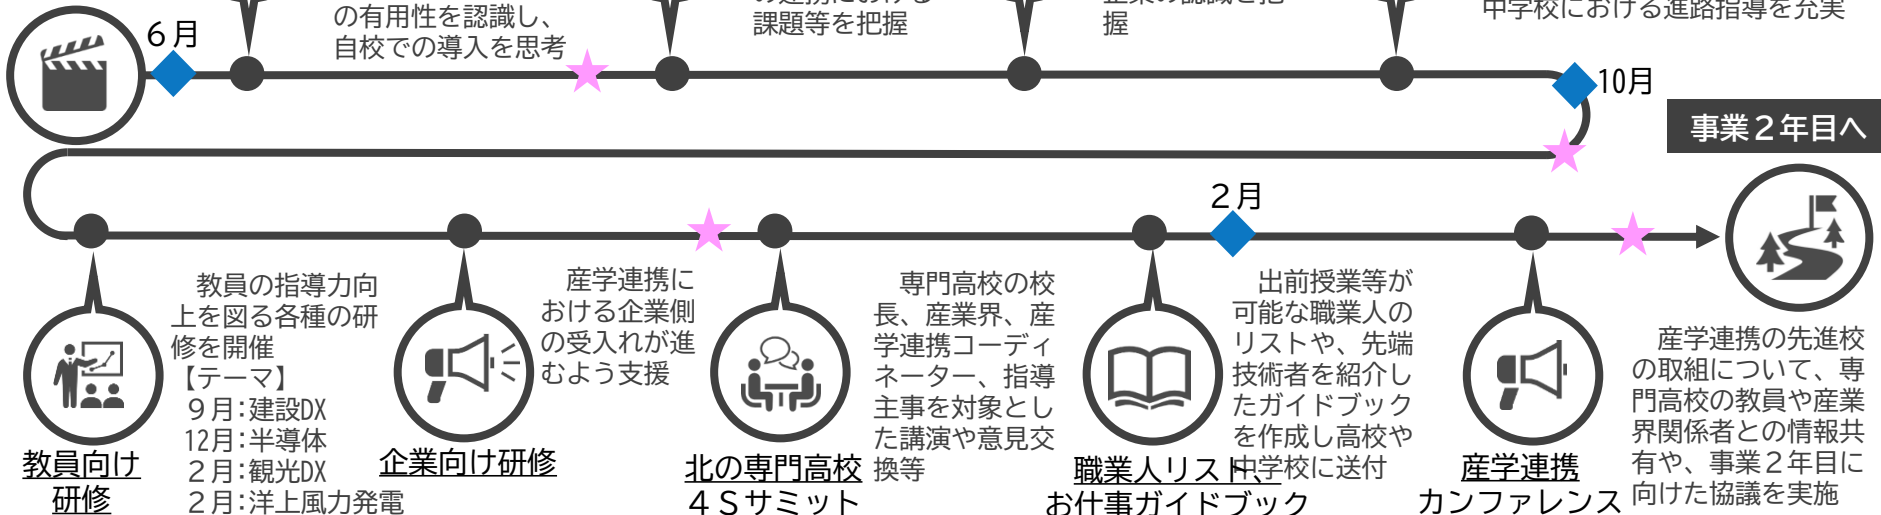 の有用性を認識し、
自校での導入を思考
課題等を把握
握
中学校における進路指導を充実
6月
10月
事業2年目へ
2月
教員の指導力向
上を図る各種の研
修を開催
【テーマ】
9月:建設DX
12月:半導体
2月:観光DX
2月:洋上風力発電
教員向け
研修
産学連携に
おける企業側
の受入れが進
むよう支援
企業向け研修
専門高校の校
長、産業界、産
学連携コーディ
ネーター、指導
主事を対象とし
た講演や意見交
換等
北の専門高校
4Sサミット
出前授業等が
可能な職業人の
リストや、先端
技術者を紹介し
たガイドブック
を作成し高校や
中学校に送付
職業人リスト、
お仕事ガイドブック
産学連携の先進校
の取組について、専
門高校の教員や産業
界関係者との情報共
有や、事業2年目に
向けた協議を実施
産学連携
カンファレンス